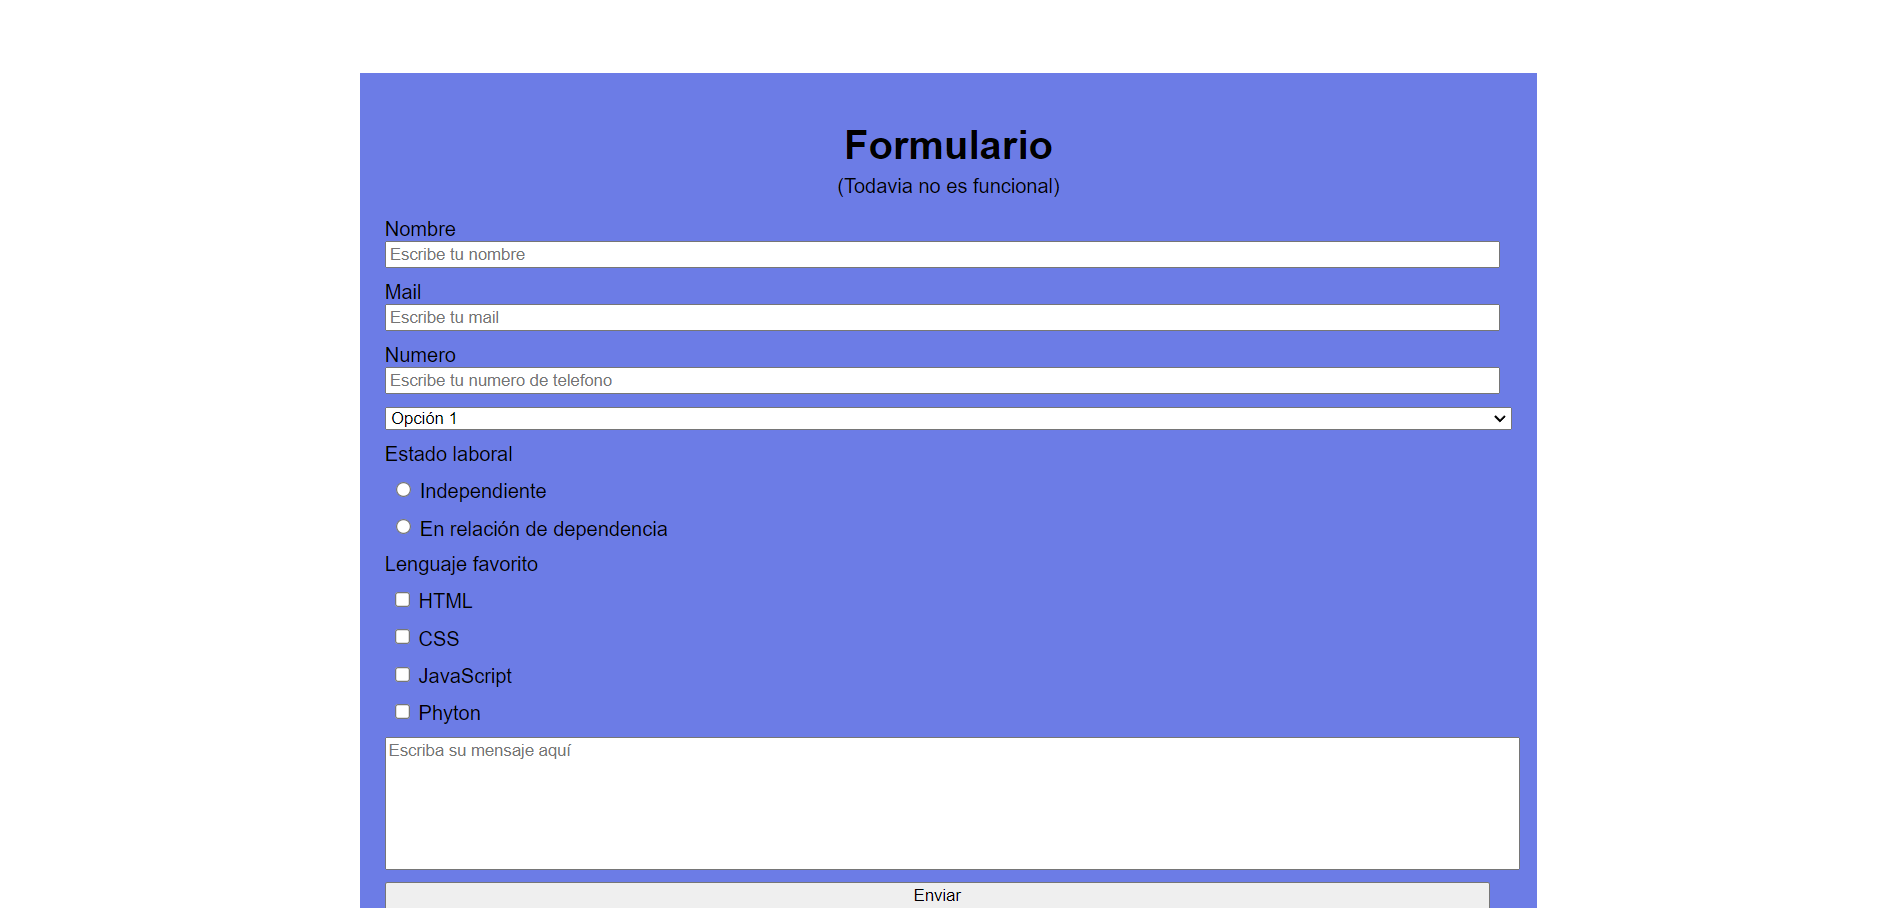 Formulario
(Todavia no es funcional)
Nombre
Escribe tu nombre
Mail
Escribe tu mail
Numero
Escribe tu numero de telefono
Opción 1
Estado laboral
Independiente
En relación de dependencia
Lenguaje favorito
HTML
CSS
JavaScript
Phyton
Escriba su mensaje aquí
Enviar